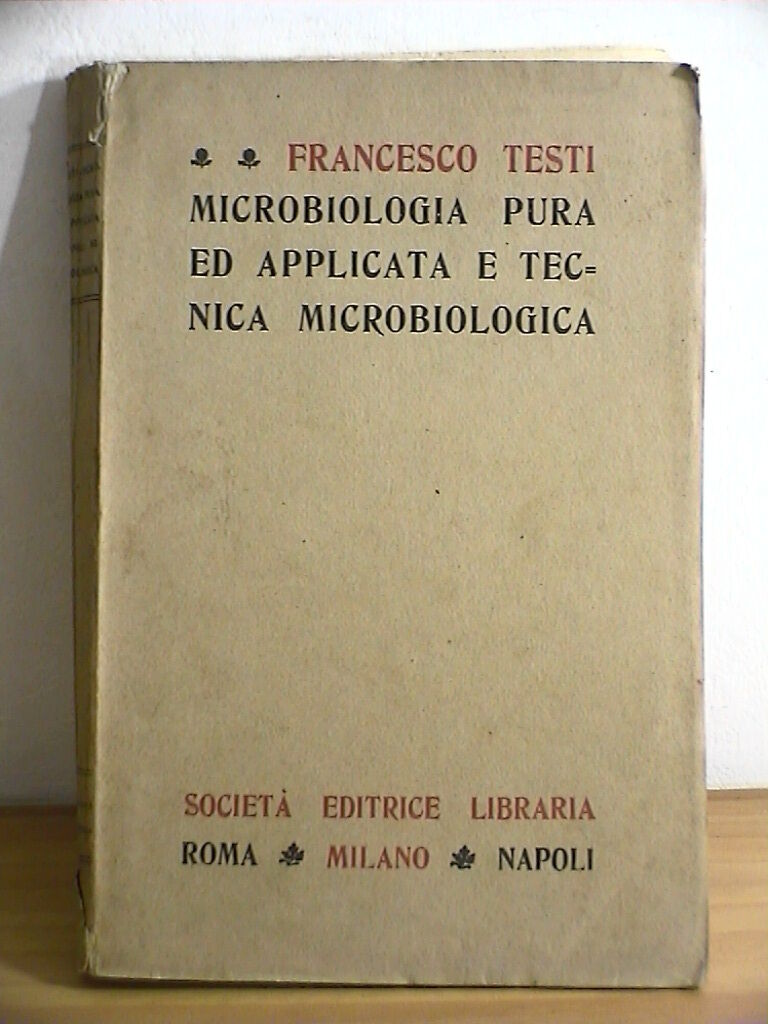 FRANCESCO TESTI
MICROBIOLOGIA PURA
ED APPLICATA E TEC=
NICA MICROBIOLOGICA
SOCIETÀ EDITRICE LIBRARIA
ROMA MILANO NAPOLI